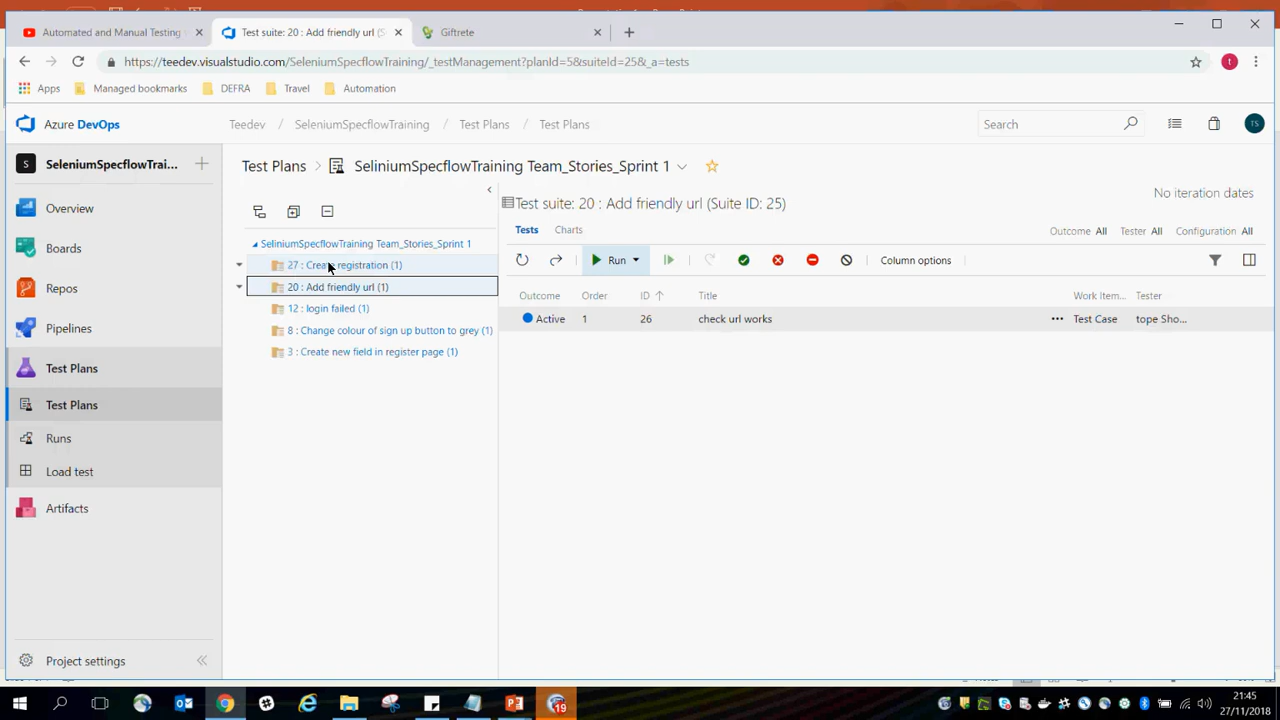 Automated and Manual Testing
Test suite: 20 : Add friendly url (S
Giftrete
https://teedev.visualstudio.com/SeleniumSpecflowTraining/_testManagement?planId=5&suiteId=25&_a=tests
t
Apps
Managed bookmarks
DEFRA
Travel
Automation
Azure DevOps
Teedev / SeleniumSpecflowTraining / Test Plans / Test Plans
Search
TS
S
SeleniumSpecflowTrai...
Overview
Boards
Repos
Pipelines
Test Plans
Test Plans
Runs
Load test
Artifacts
Project settings
Test Plans > SeliniumSpecflowTraining Team_Stories_Sprint 1
SeliniumSpecflowTraining Team_Stories_Sprint 1
27 : Create registration (1)
20 : Add friendly url (1)
12 : login failed (1)
8 : Change colour of sign up button to grey (1)
3 : Create new field in register page (1)
No iteration dates
Test suite: 20 : Add friendly url (Suite ID: 25)
Tests
Charts
Outcome All
Tester All
Configuration All
Run
Column options
Outcome Order ID Title Work Item... Tester
Active 1 26 check url works ... Test Case tope Sho...
19
21:45
27/11/2018